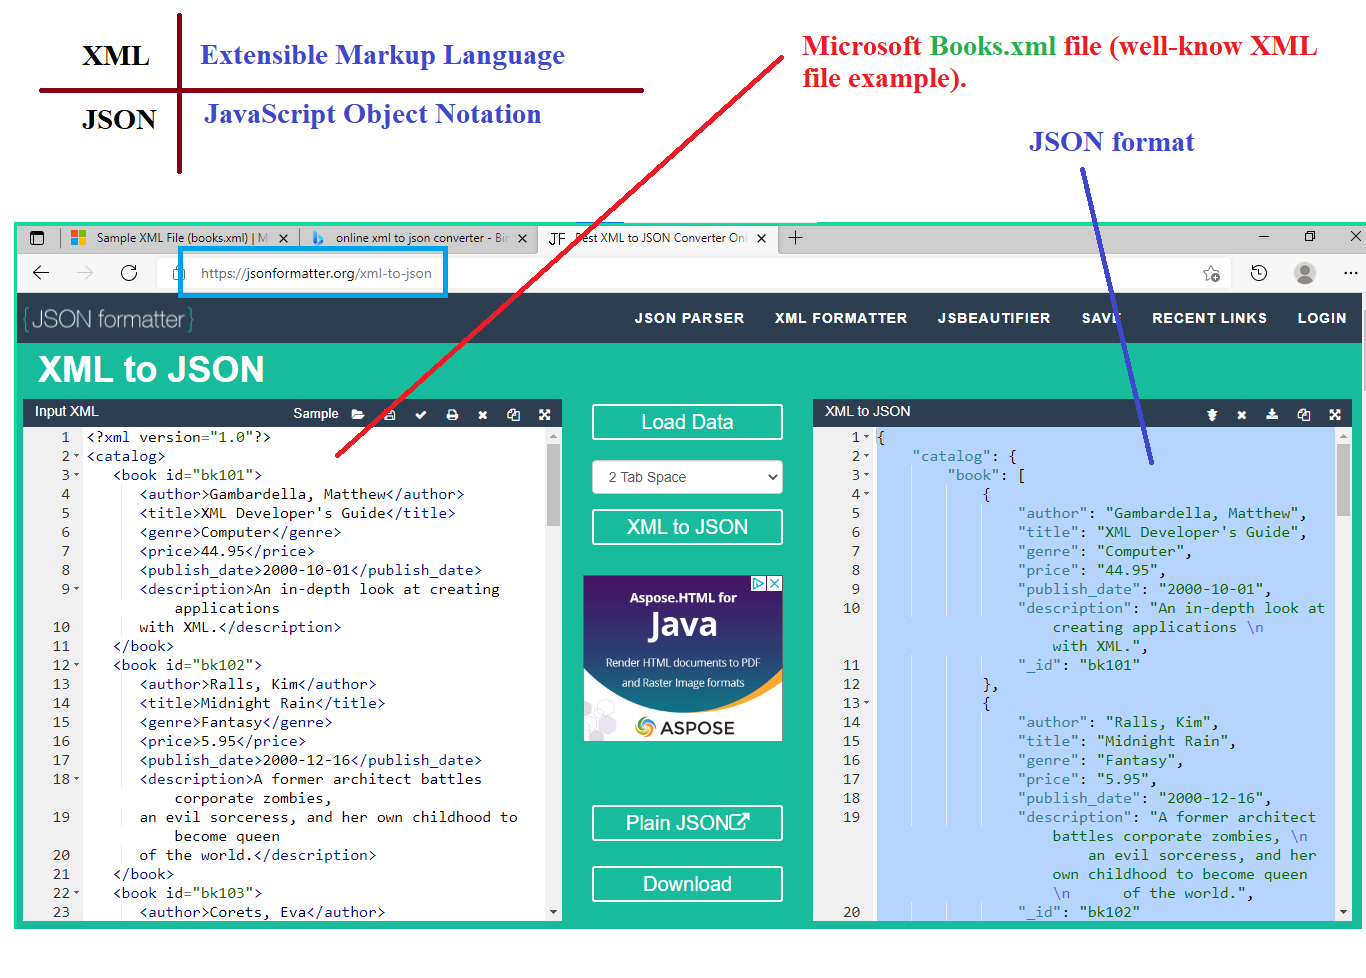 XML Extensible Markup Language
JSON JavaScript Object Notation
Microsoft Books.xml file (well-know XML
file example).
JSON format
Sample XML File (books.xml) | M
online xml to json converter - Bin
JF Best XML to JSON Converter Onl
https://jsonformatter.org/xml-to-json
{JSON formatter}
JSON PARSER
XML FORMATTER
JSBEAUTIFIER
SAVE
RECENT LINKS
LOGIN
XML to JSON
Input XML
Sample
1 <?xml version="1.0"?>
2 <catalog>
3 <book id="bk101">
4 <author>Gambardella, Matthew</author>
5 <title>XML Developer's Guide</title>
6 <genre>Computer</genre>
7 <price>44.95</price>
8 <publish_date>2000-10-01</publish_date>
9 <description>An in-depth look at creating
applications
10 with XML.</description>
11 </book>
12 <book id="bk102">
13 <author>Ralls, Kim</author>
14 <title>Midnight Rain</title>
15 <genre>Fantasy</genre>
16 <price>5.95</price>
17 <publish_date>2000-12-16</publish_date>
18 <description>A former architect battles
corporate zombies,
19 an evil sorceress, and her own childhood to
become queen
20 of the world.</description>
21 </book>
22 <book id="bk103">
23 <author>Corets, Eva</author>
Load Data
2 Tab Space
XML to JSON
Aspose.HTML for
Java
Render HTML documents to PDF
and Raster Image formats
ASPOSE
Plain JSON
Download
XML to JSON
1 {
2 "catalog": {
3 "book": [
4 {
5 "author": "Gambardella, Matthew",
6 "title": "XML Developer's Guide",
7 "genre": "Computer",
8 "price": "44.95",
9 "publish_date": "2000-10-01",
10 "description": "An in-depth look at
creating applications \n
with XML.",
11 "_id": "bk101"
12 },
13 {
14 "author": "Ralls, Kim",
15 "title": "Midnight Rain",
16 "genre": "Fantasy",
17 "price": "5.95",
18 "publish_date": "2000-12-16",
19 "description": "A former architect
battles corporate zombies, \n
an evil sorceress, and her
own childhood to become queen
\n of the world.",
20 "_id": "bk102"